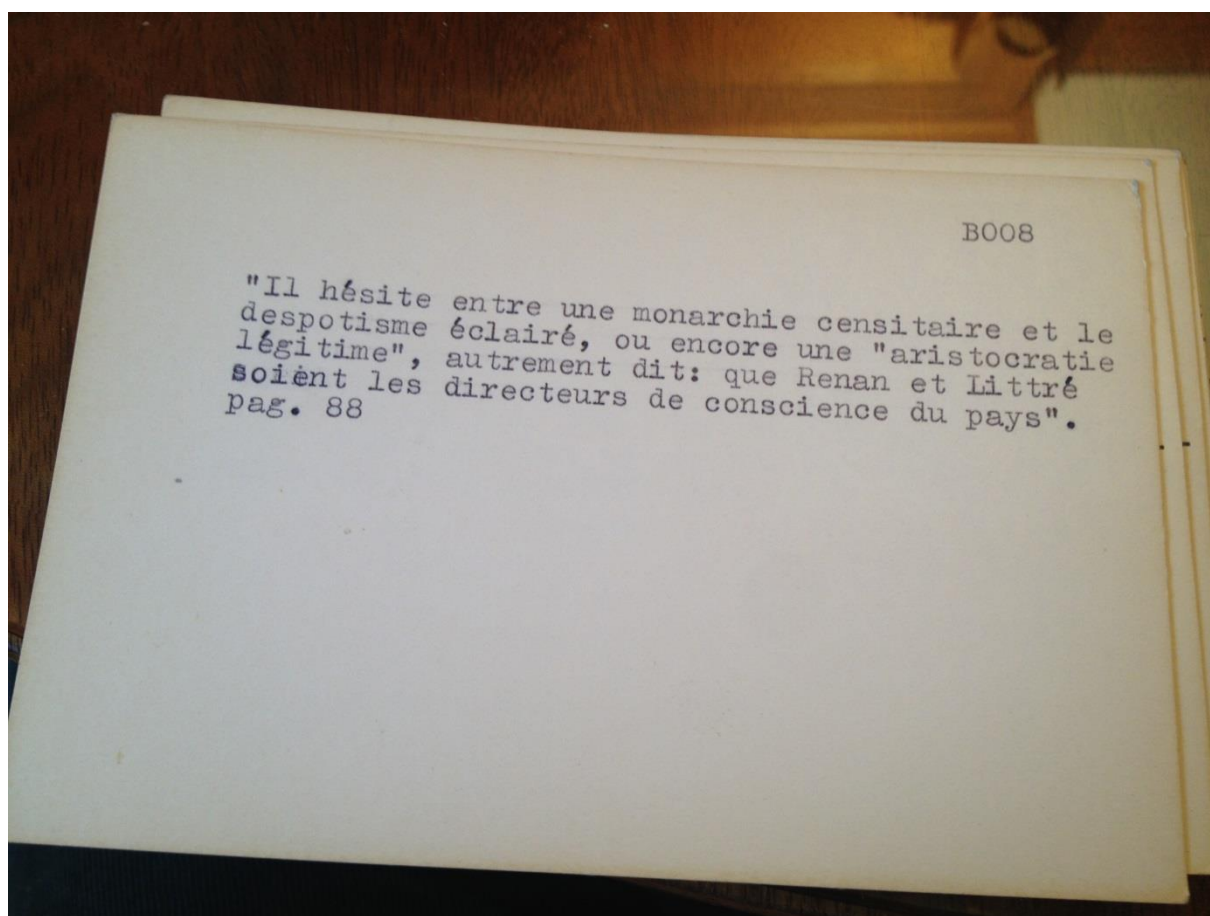 B008
"Il hésite entre une monarchie censitaire et le
despotisme éclairé, ou encore une "aristocratie
légitime", autrement dit: que Renan et Littré
soient les directeurs de conscience du pays".
pag. 88